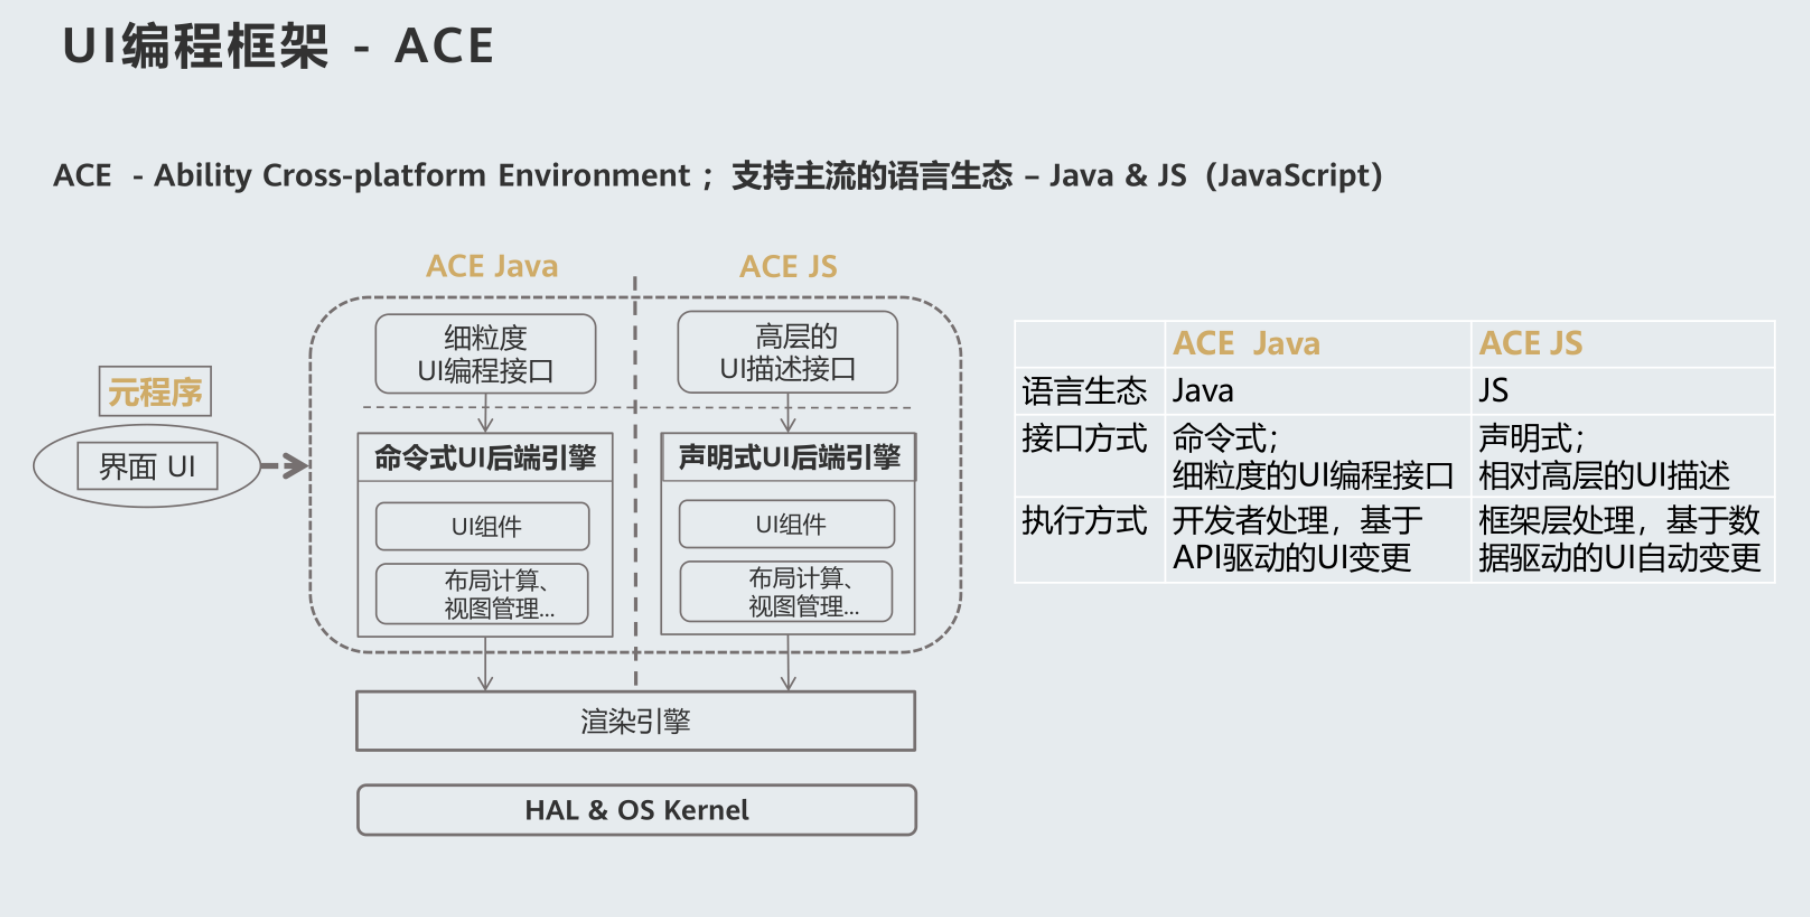 UI编程框架 - ACE
ACE - Ability Cross-platform Environment ；支持主流的语言生态 – Java & JS (JavaScript)
ACE Java
ACE JS
细粒度
UI编程接口
高层的
UI描述接口
元程序
界面 UI
命令式UI后端引擎
声明式UI后端引擎
UI组件
UI组件
布局计算、
视图管理...
布局计算、
视图管理...
渲染引擎
HAL & OS Kernel
ACE Java
ACE JS
语言生态
Java
JS
接口方式
命令式；
细粒度的UI编程接口
声明式；
相对高层的UI描述
执行方式
开发者处理，基于
API驱动的UI变更
框架层处理，基于数
据驱动的UI自动变更